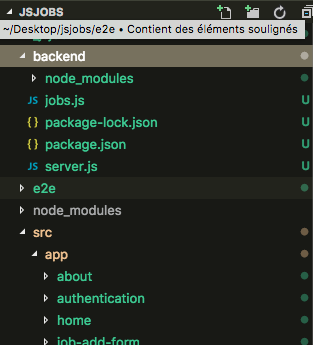 JSJOBS
~/Desktop/jsjobs/e2e • Contient des éléments soulignés
backend
node_modules
JS jobs.js U
{ } package-lock.json U
{ } package.json U
JS server.js U
e2e
node_modules
src
app
about
authentication
home
job-add-form